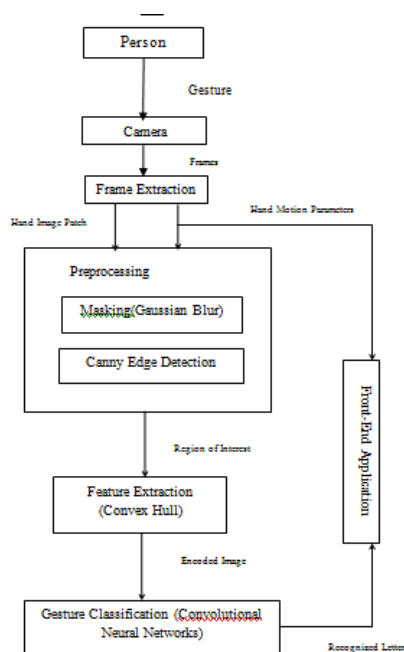 Person
Gesture
Camera
Frames
Frame Extraction
Hand Image Patch
Hand Motion Parameters
Preprocessing
Masking(Gaussian Blur)
Canny Edge Detection
Front-End Application
Region of Interest
Feature Extraction
(Convex Hull)
Encoded Image
Gesture Classification (Convolutional
Neural Networks)
Recognized Letter